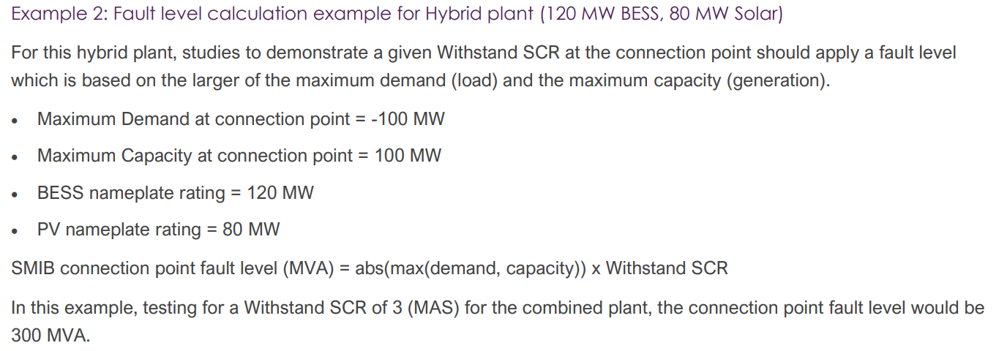 Example 2: Fault level calculation example for Hybrid plant (120 MW BESS, 80 MW Solar)
For this hybrid plant, studies to demonstrate a given Withstand SCR at the connection point should apply a fault level
which is based on the larger of the maximum demand (load) and the maximum capacity (generation).
• Maximum Demand at connection point = -100 MW
• Maximum Capacity at connection point = 100 MW
• BESS nameplate rating = 120 MW
• PV nameplate rating = 80 MW
SMIB connection point fault level (MVA) = abs(max(demand, capacity)) x Withstand SCR
In this example, testing for a Withstand SCR of 3 (MAS) for the combined plant, the connection point fault level would be
300 MVA.